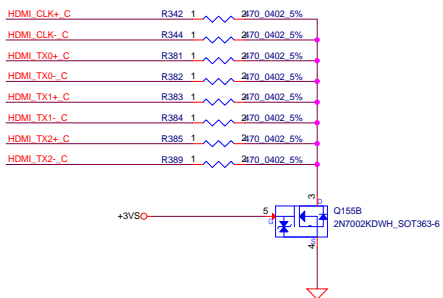 HDMI_CLK+_C R342 1 2 470_0402_5%
HDMI_CLK-_C R344 1 2 470_0402_5%
HDMI_TX0+_C R381 1 2 470_0402_5%
HDMI_TX0-_C R382 1 2 470_0402_5%
HDMI_TX1+_C R383 1 2 470_0402_5%
HDMI_TX1-_C R384 1 2 470_0402_5%
HDMI_TX2+_C R385 1 2 470_0402_5%
HDMI_TX2-_C R389 1 2 470_0402_5%
3
D
Q155B
+3VS 5
G
2N7002KDWH_SOT363-6
S
4